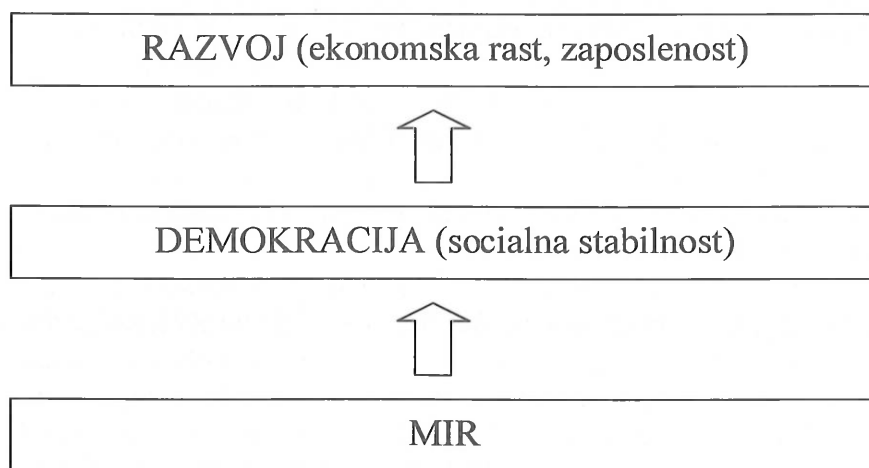 RAZVOJ (ekonomska rast, zaposlenost)
DEMOKRACIJA (socialna stabilnost)
MIR